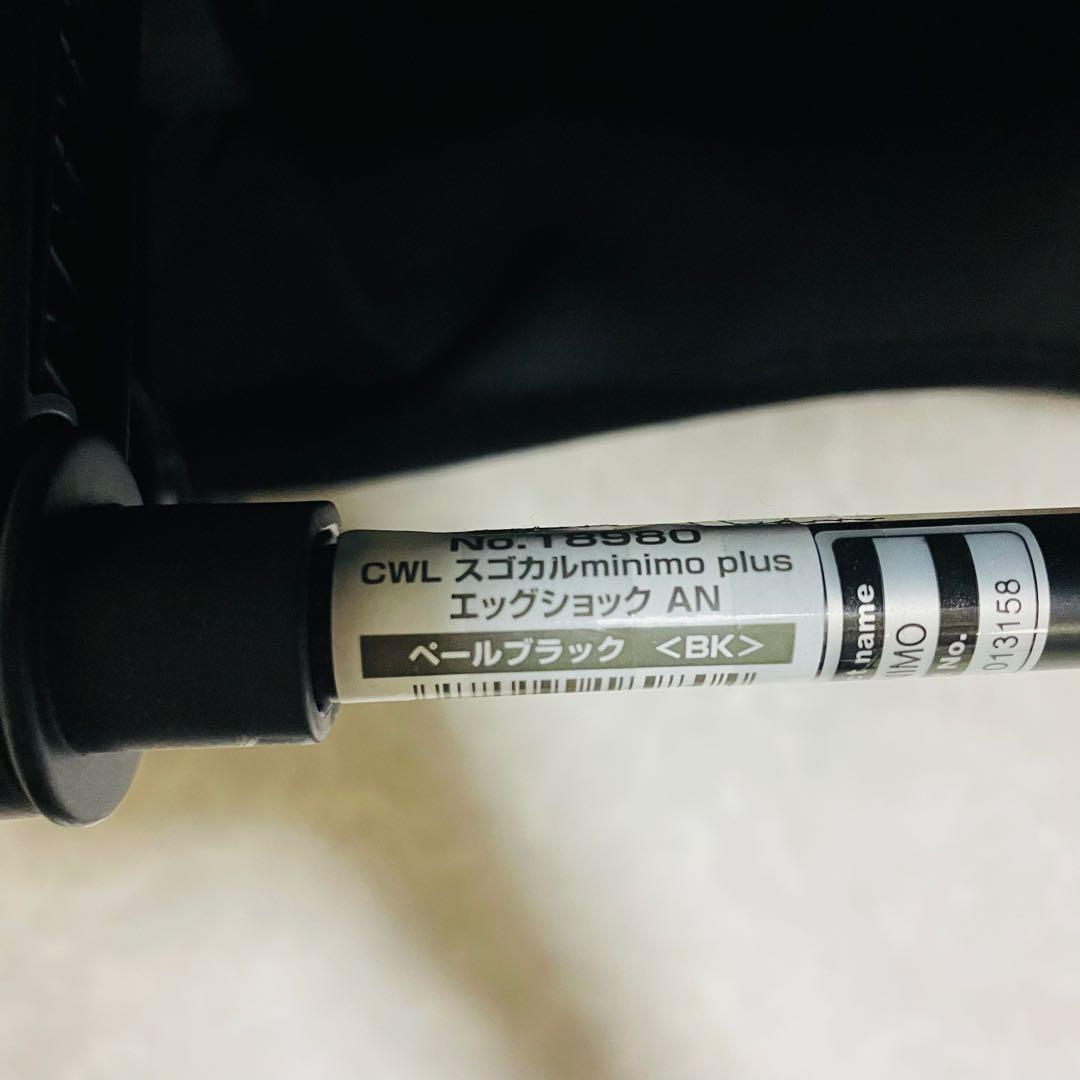 No.18980
CWL スゴカルminimo plus
エッグショック AN
ペールブラック <BK>
name
IMO
No.
013158